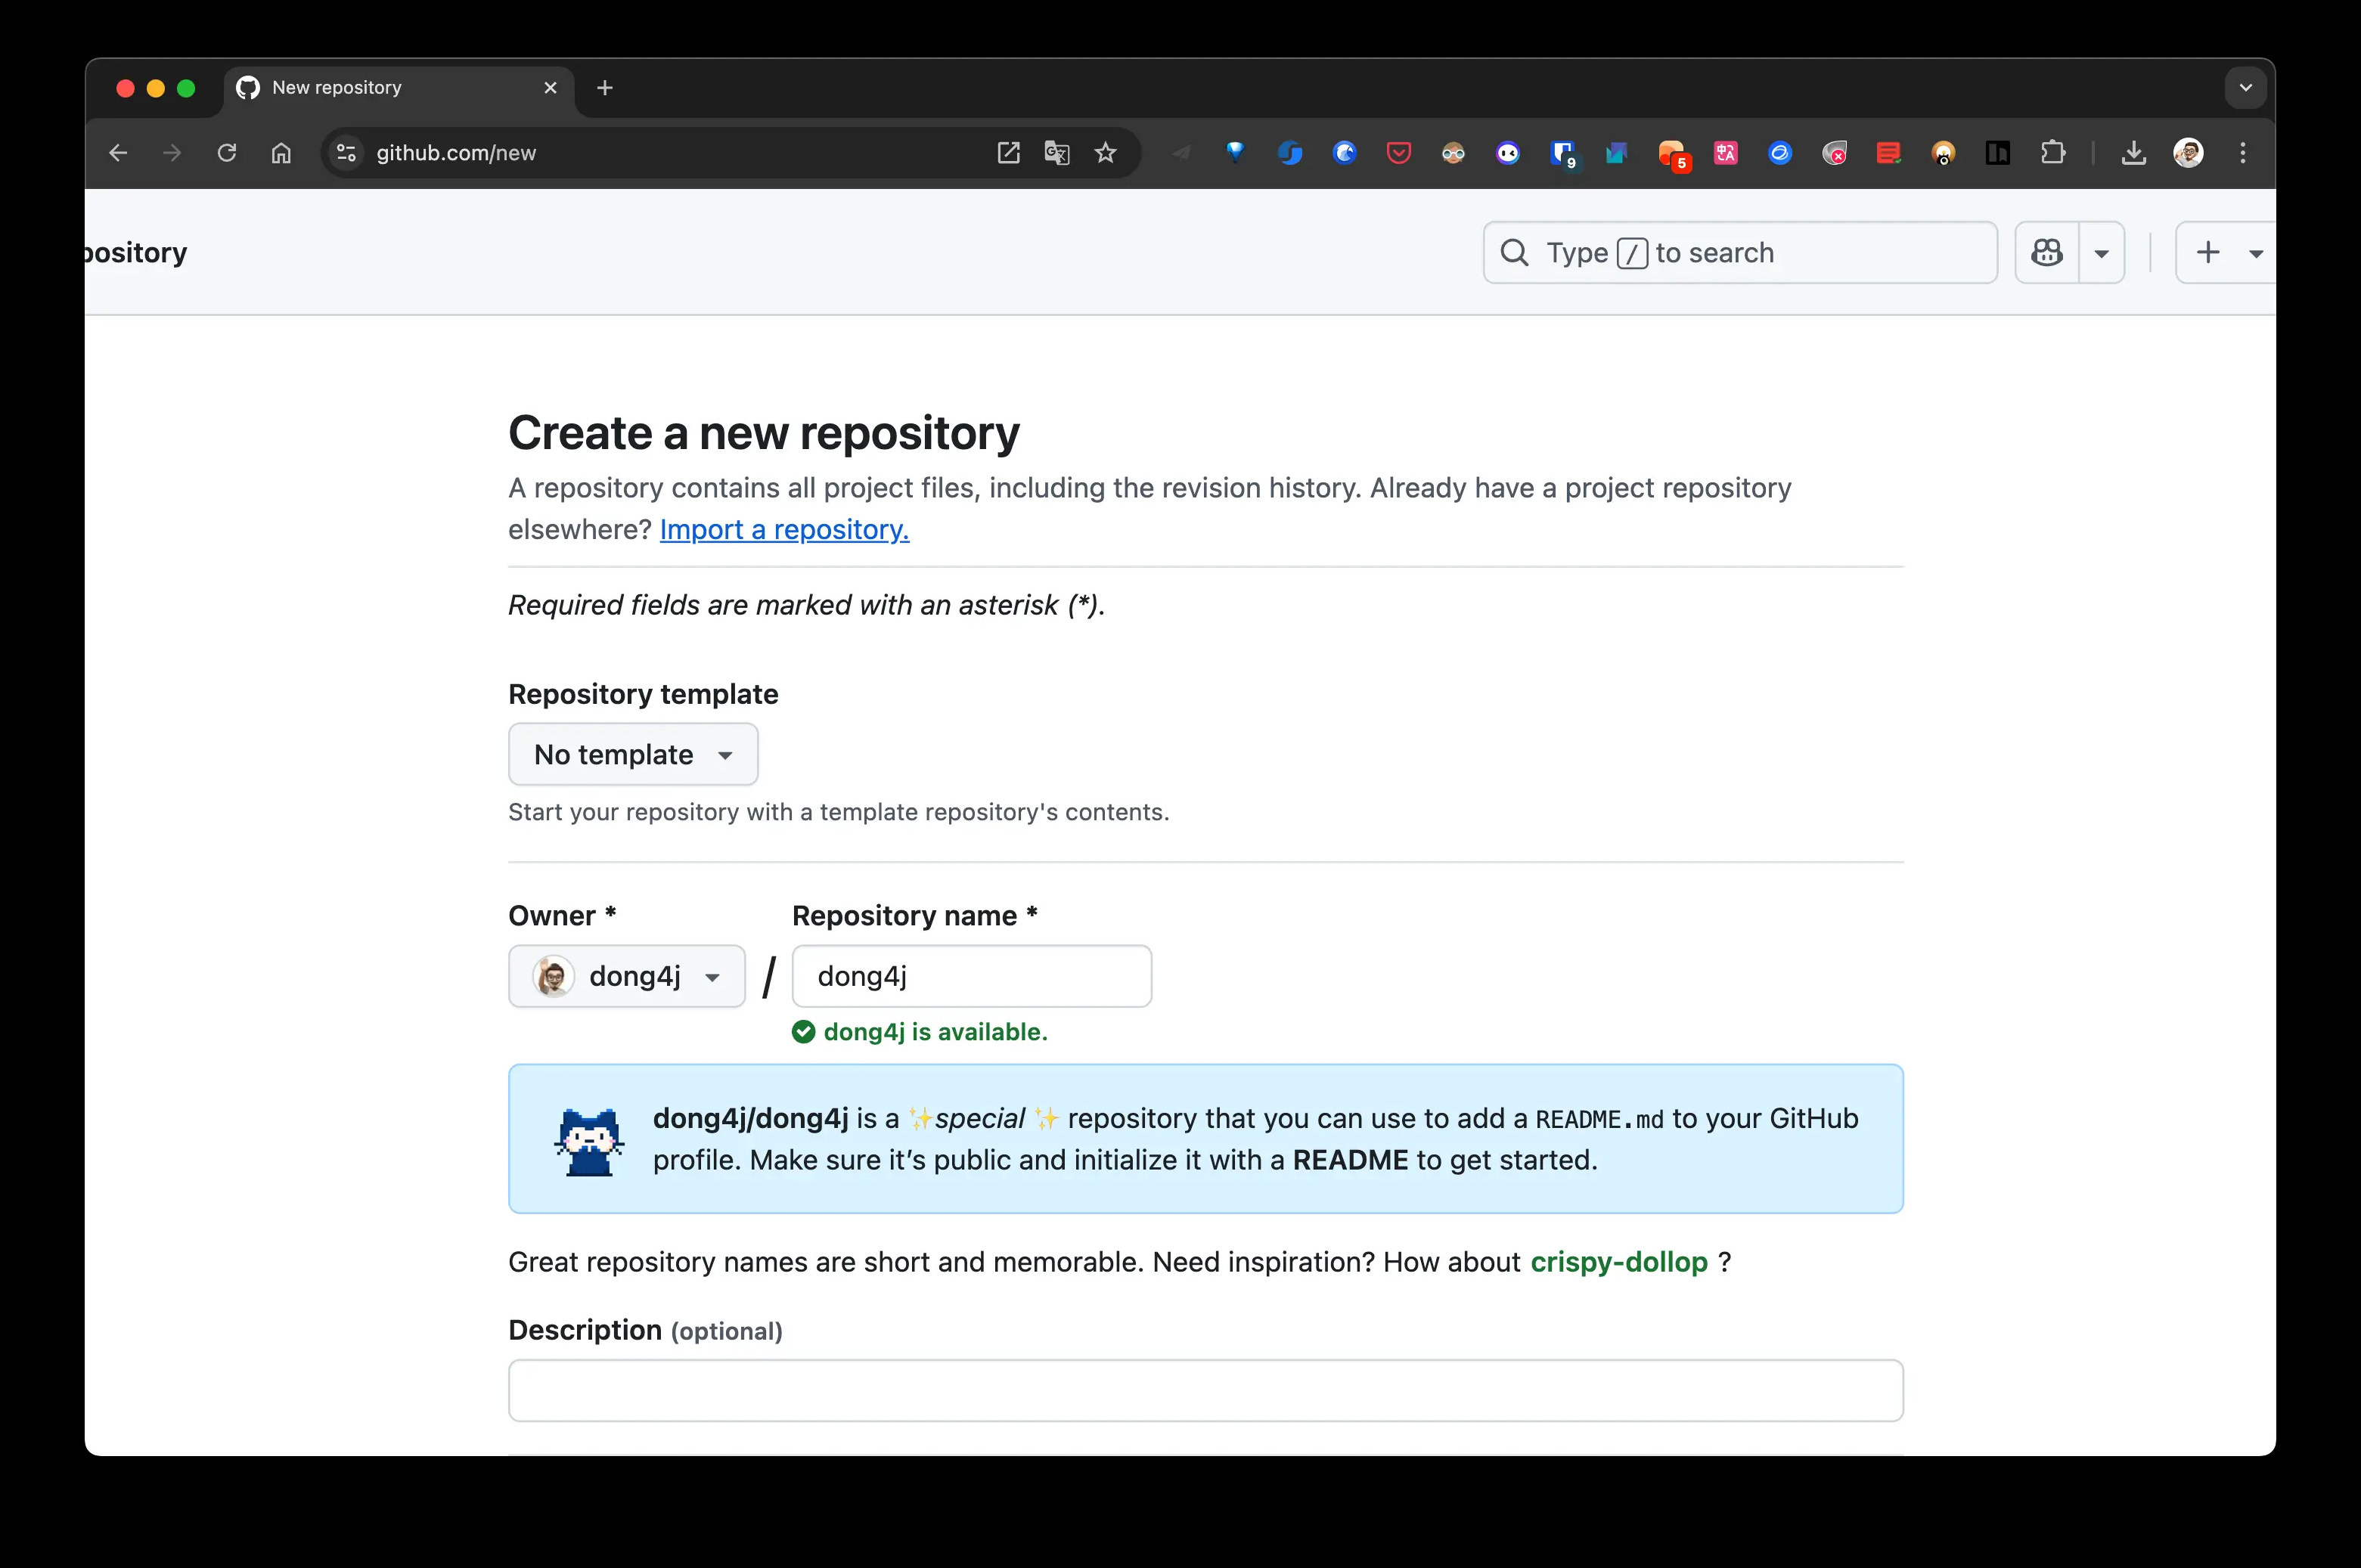 New repository
github.com/new
9
5
pository
Type / to search
Create a new repository
A repository contains all project files, including the revision history. Already have a project repository
elsewhere? Import a repository.
Required fields are marked with an asterisk (*).
Repository template
No template
Start your repository with a template repository's contents.
Owner *
Repository name *
dong4j
/
dong4j
dong4j is available.
dong4j/dong4j is a ✨special ✨ repository that you can use to add a README.md to your GitHub
profile. Make sure it’s public and initialize it with a README to get started.
Great repository names are short and memorable. Need inspiration? How about crispy-dollop ?
Description (optional)